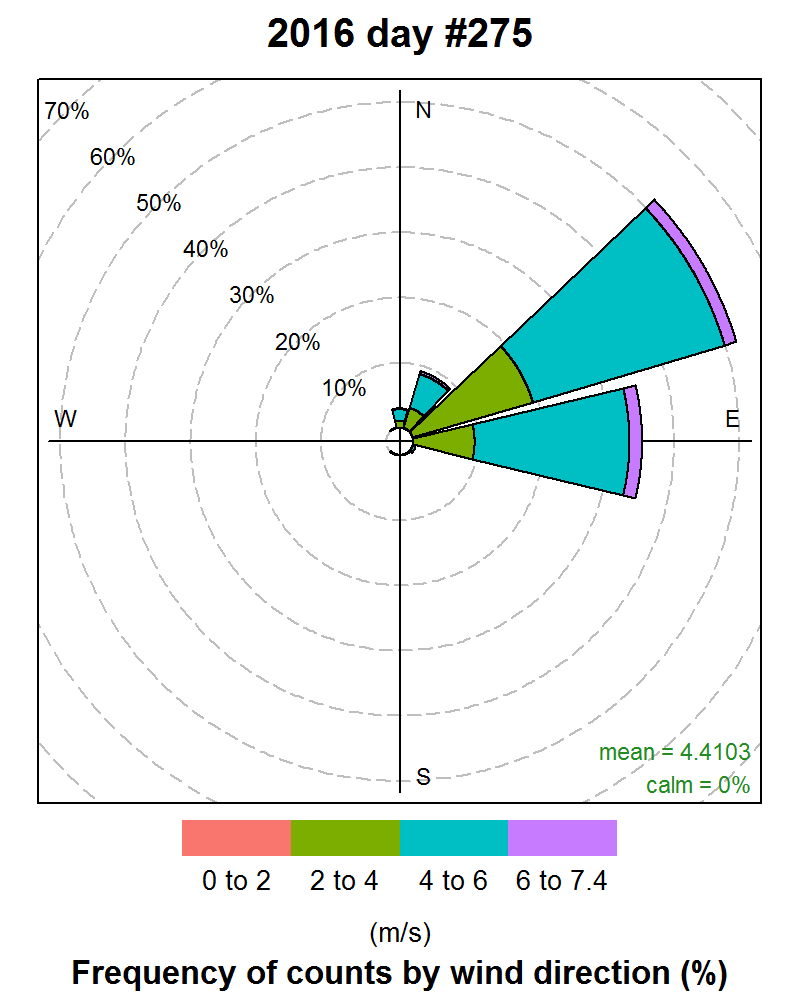 2016 day #275
70%
N
60%
50%
40%
30%
20%
10%
W
E
mean = 4.4103
S
calm = 0%
0 to 2 2 to 4 4 to 6 6 to 7.4
(m/s)
Frequency of counts by wind direction (%)